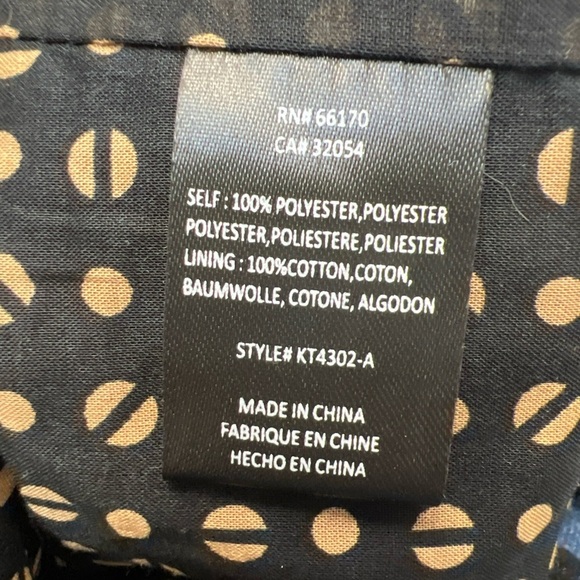 RN# 66170
CA# 32054
SELF : 100% POLYESTER,POLYESTER
POLYESTER,POLIESTERE,POLIESTER
LINING : 100%COTTON,COTON,
BAUMWOLLE, COTONE, ALGODON
STYLE# KT4302-A
MADE IN CHINA
FABRIQUE EN CHINE
HECHO EN CHINA